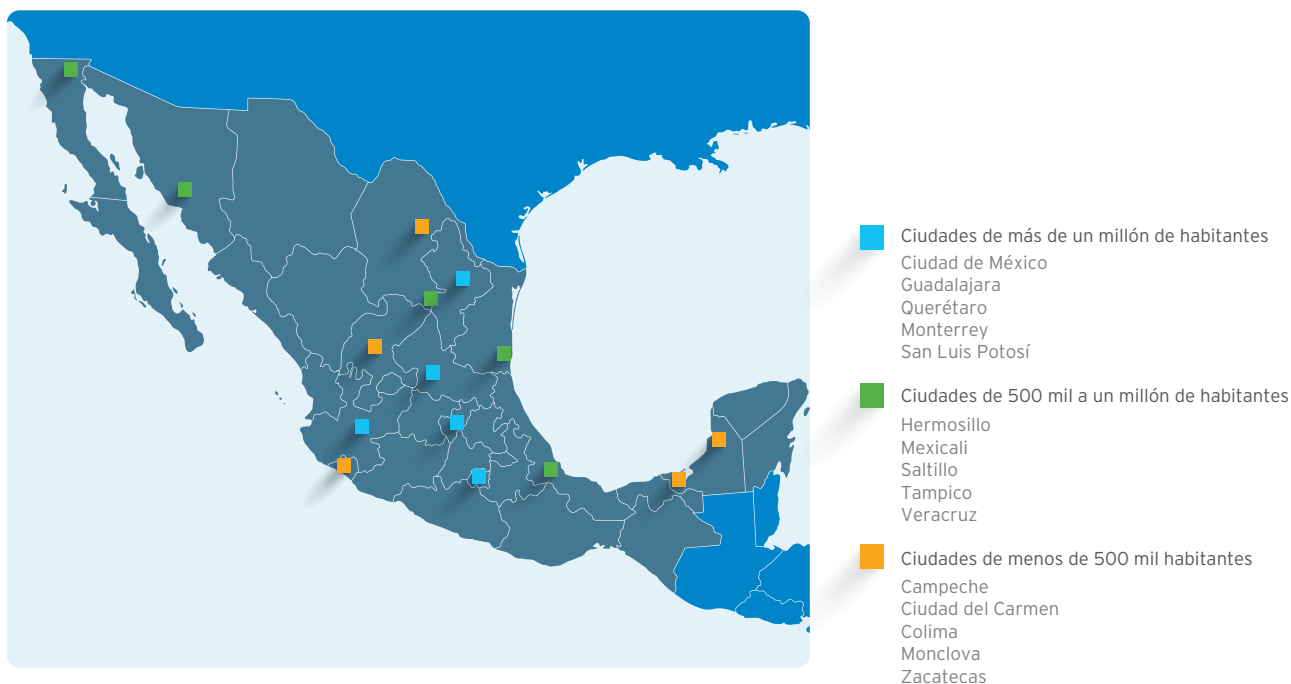 Ciudades de más de un millón de habitantes
Ciudad de México
Guadalajara
Querétaro
Monterrey
San Luis Potosí
Ciudades de 500 mil a un millón de habitantes
Hermosillo
Mexicali
Saltillo
Tampico
Veracruz
Ciudades de menos de 500 mil habitantes
Campeche
Ciudad del Carmen
Colima
Monclova
Zacatecas